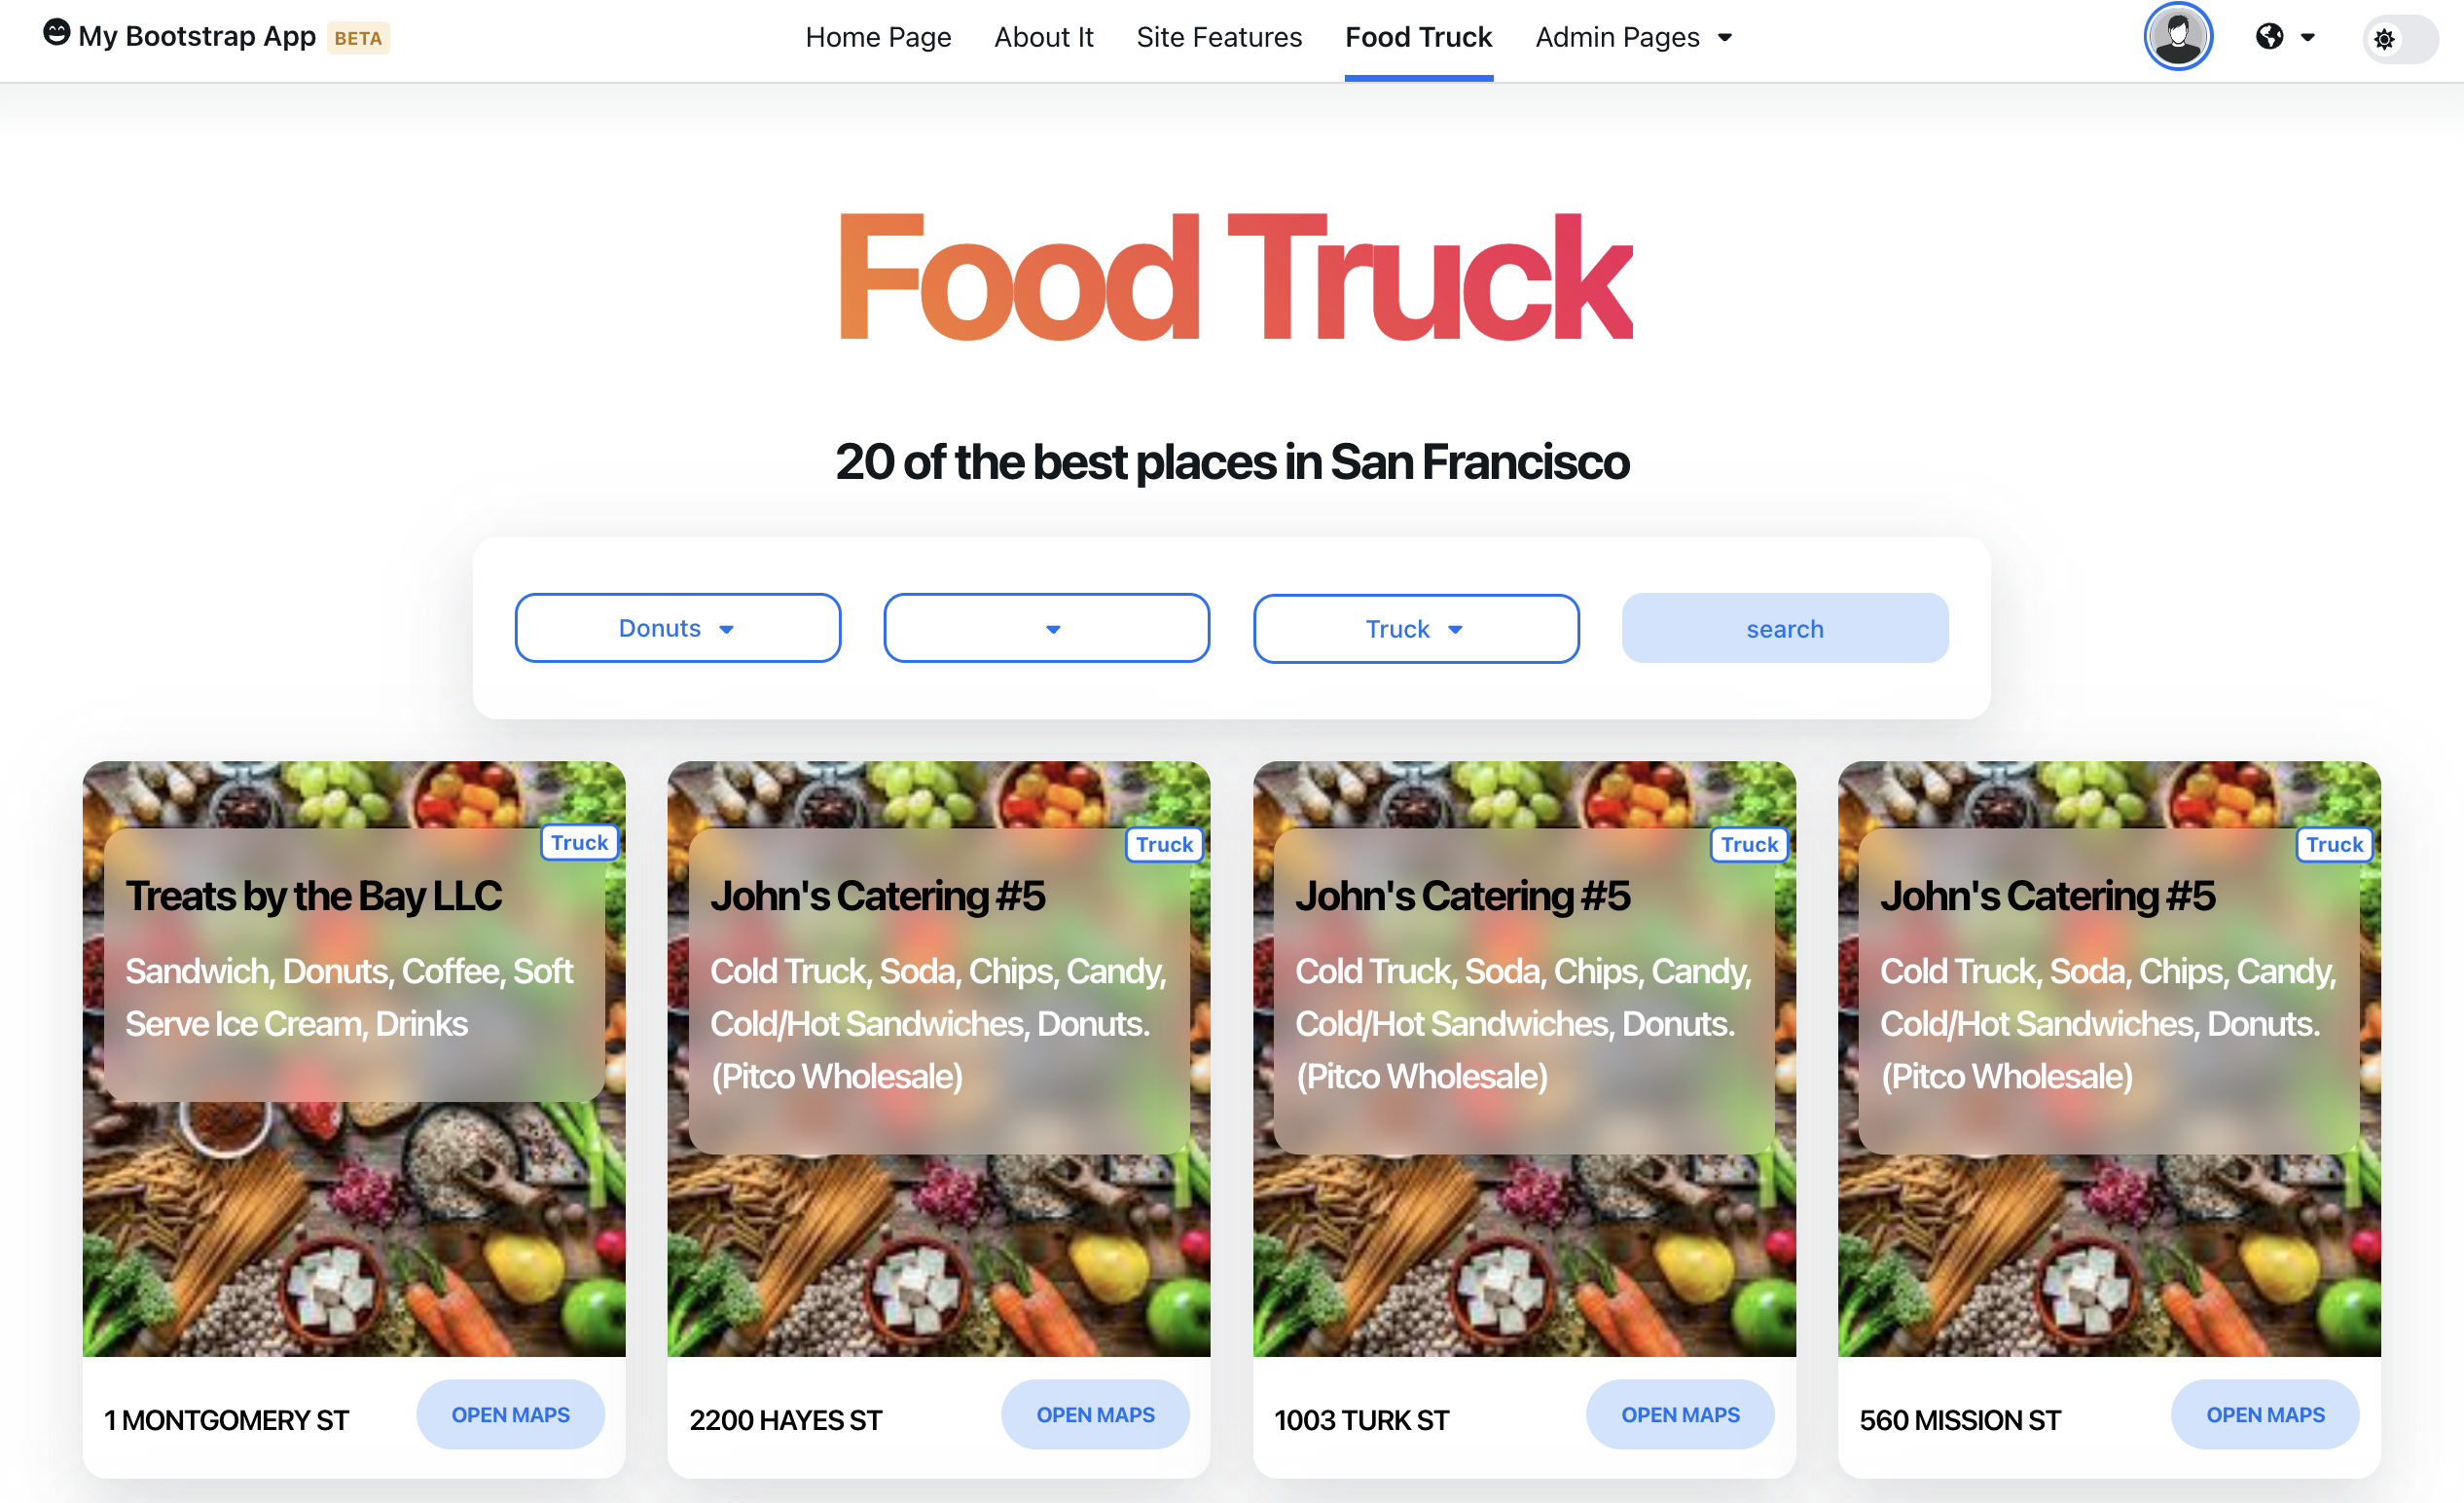 My Bootstrap App BETA
Home Page About It Site Features Food Truck Admin Pages
Food Truck
20 of the best places in San Francisco
Donuts Truck search
Truck
Treats by the Bay LLC
Sandwich, Donuts, Coffee, Soft
Serve Ice Cream, Drinks
1 MONTGOMERY ST OPEN MAPS
Truck
John's Catering #5
Cold Truck, Soda, Chips, Candy,
Cold/Hot Sandwiches, Donuts.
(Pitco Wholesale)
2200 HAYES ST OPEN MAPS
Truck
John's Catering #5
Cold Truck, Soda, Chips, Candy,
Cold/Hot Sandwiches, Donuts.
(Pitco Wholesale)
1003 TURK ST OPEN MAPS
Truck
John's Catering #5
Cold Truck, Soda, Chips, Candy,
Cold/Hot Sandwiches, Donuts.
(Pitco Wholesale)
560 MISSION ST OPEN MAPS